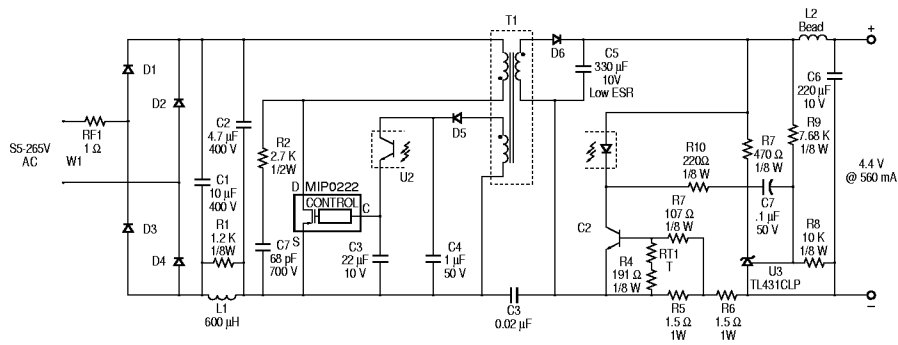 T1
L2
Bead
+
D1
D2
D6
C5
330 µF
10V
Low ESR
C6
220 µF
10 V
RF1
1 Ω
S5-265V
AC
W1
C2
4.7 µF
400 V
R2
2.7 K
1/2W
D5
U2
R10
220Ω
1/8 W
R7
470 Ω
1/8 W
R9
7.68 K
1/8 W
4.4 V
@ 560 mA
C1
10 µF
400 V
D MIP0222
CONTROL
C
S
C7
.1 µF
50 V
D3
D4
R1
1.2 K
1/8W
C7
68 pF
700 V
C3
22 µF
10 V
C4
1 µF
50 V
C2
R7
107 Ω
1/8 W
R4
191 Ω
1/8 W
RT1
T
R8
10 K
1/8 W
U3
TL431CLP
L1
600 µH
C3
0.02 µF
R5
1.5 Ω
1W
R6
1.5 Ω
1W
–